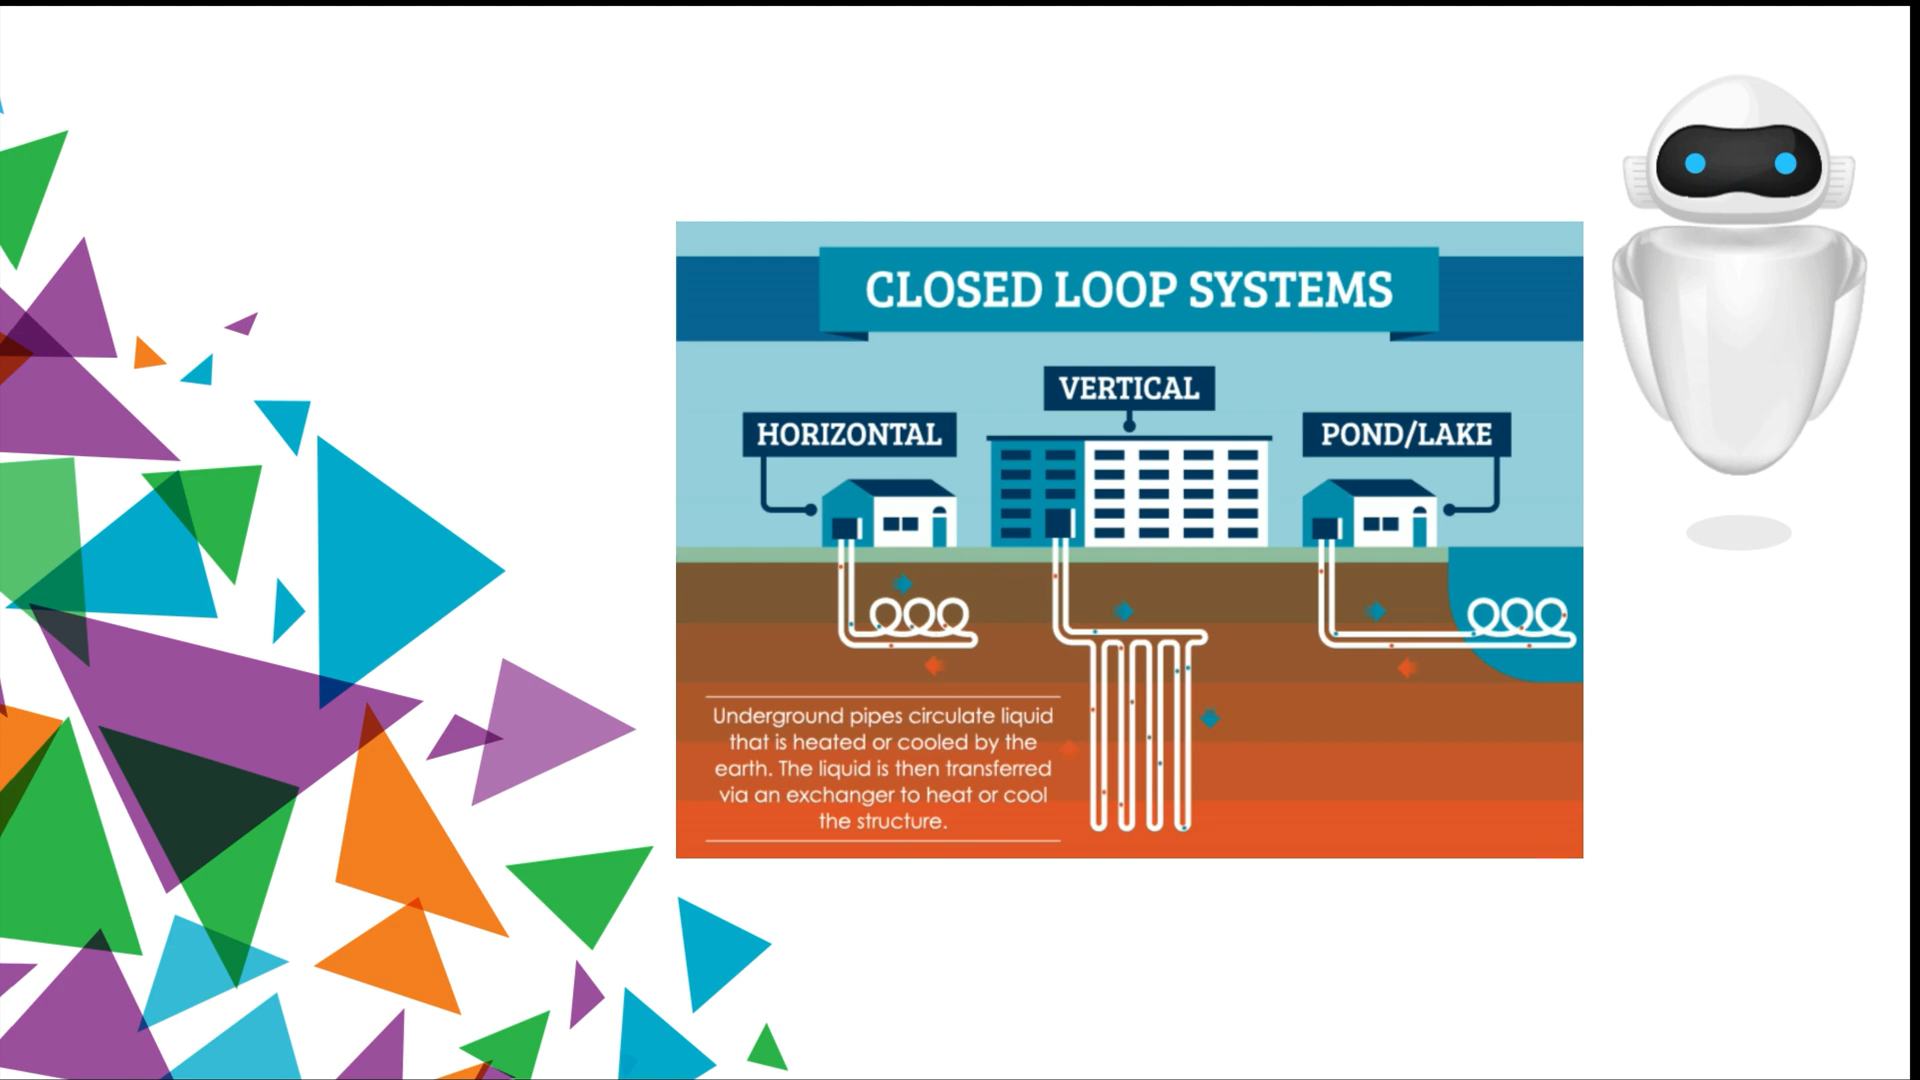 CLOSED LOOP SYSTEMS
VERTICAL
HORIZONTAL
POND/LAKE
Underground pipes circulate liquid
that is heated or cooled by the
earth. The liquid is then transferred
via an exchanger to heat or cool
the structure.